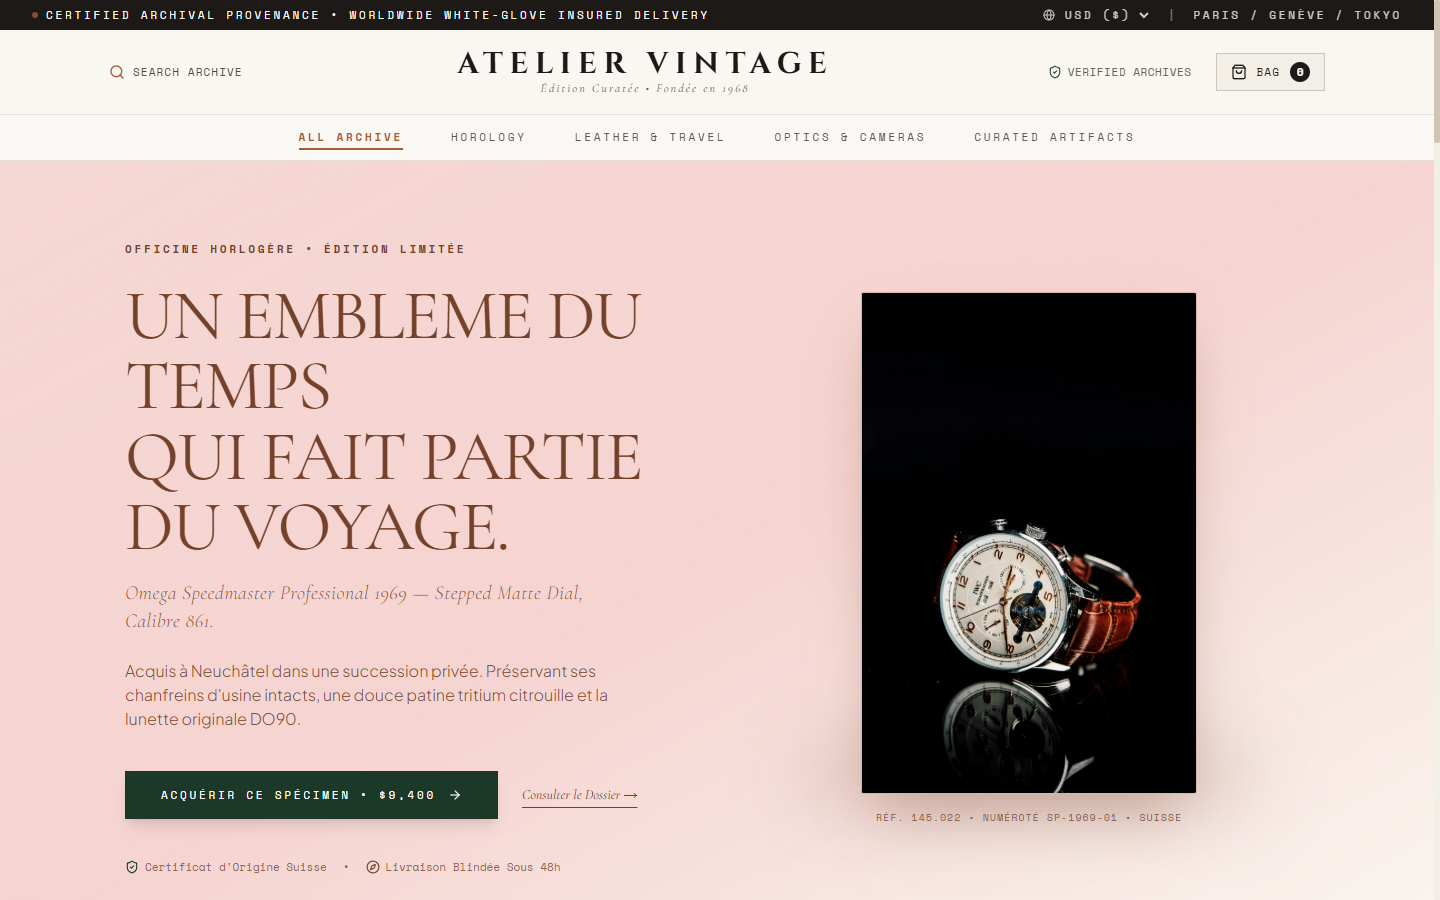 CERTIFIED ARCHIVAL PROVENANCE • WORLDWIDE WHITE-GLOVE INSURED DELIVERY
USD ($) | PARIS / GENÈVE / TOKYO
SEARCH ARCHIVE
ATELIER VINTAGE
Édition Curatée • Fondée en 1968
VERIFIED ARCHIVES
BAG 0
ALL ARCHIVE HOROLOGY LEATHER & TRAVEL OPTICS & CAMERAS CURATED ARTIFACTS
OFFICINE HORLOGÈRE • ÉDITION LIMITÉE
UN EMBLEME DU
TEMPS
QUI FAIT PARTIE
DU VOYAGE.
Omega Speedmaster Professional 1969 — Stepped Matte Dial,
Calibre 861.
Acquis à Neuchâtel dans une succession privée. Préservant ses
chanfreins d'usine intacts, une douce patine tritium citrouille et la
lunette originale DO90.
ACQUÉRIR CE SPÉCIMEN • $9,400 →
Consulter le Dossier →
Certificat d'Origine Suisse • Livraison Blindée Sous 48h
IWC
RÉF. 145.022 • NUMÉROTÉ SP-1969-01 • SUISSE